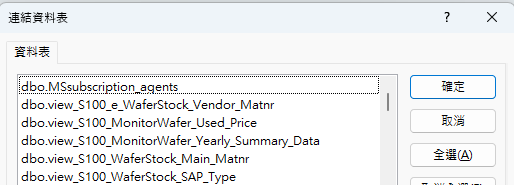 連結資料表
?
資料表
dbo.MSsubscription_agents
確定
dbo.view_S100_e_WaferStock_Vendor_Matnr
dbo.view_S100_MonitorWafer_Used_Price
取消
dbo.view_S100_MonitorWafer_Yearly_Summary_Data
dbo.view_S100_WaferStock_Main_Matnr
全選(A)
dbo.view_S100_WaferStock_SAP_Type